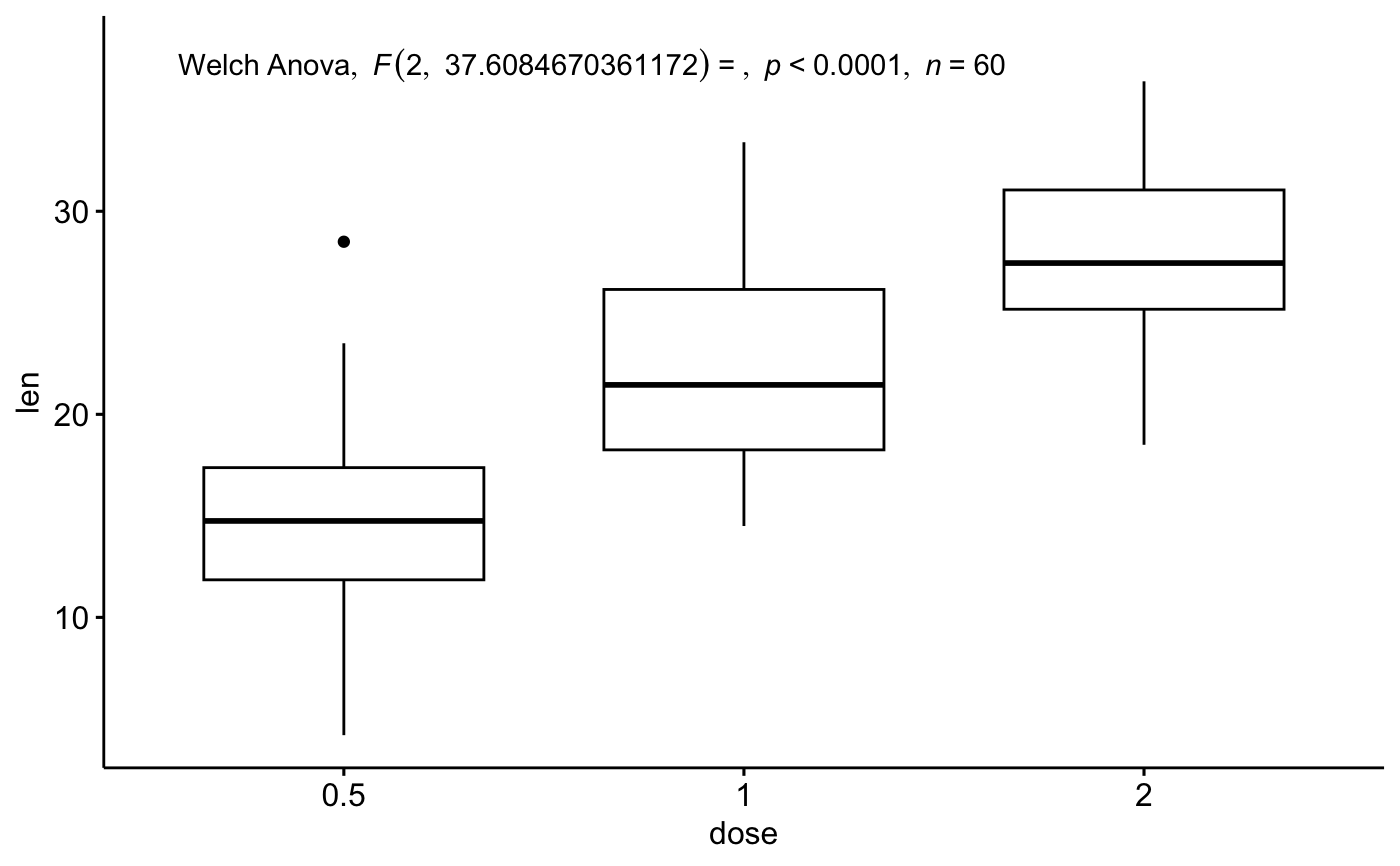 Welch Anova, F(2, 37.6084670361172) = , p < 0.0001, n = 60
30
20
10
len
0.5 1 2
dose